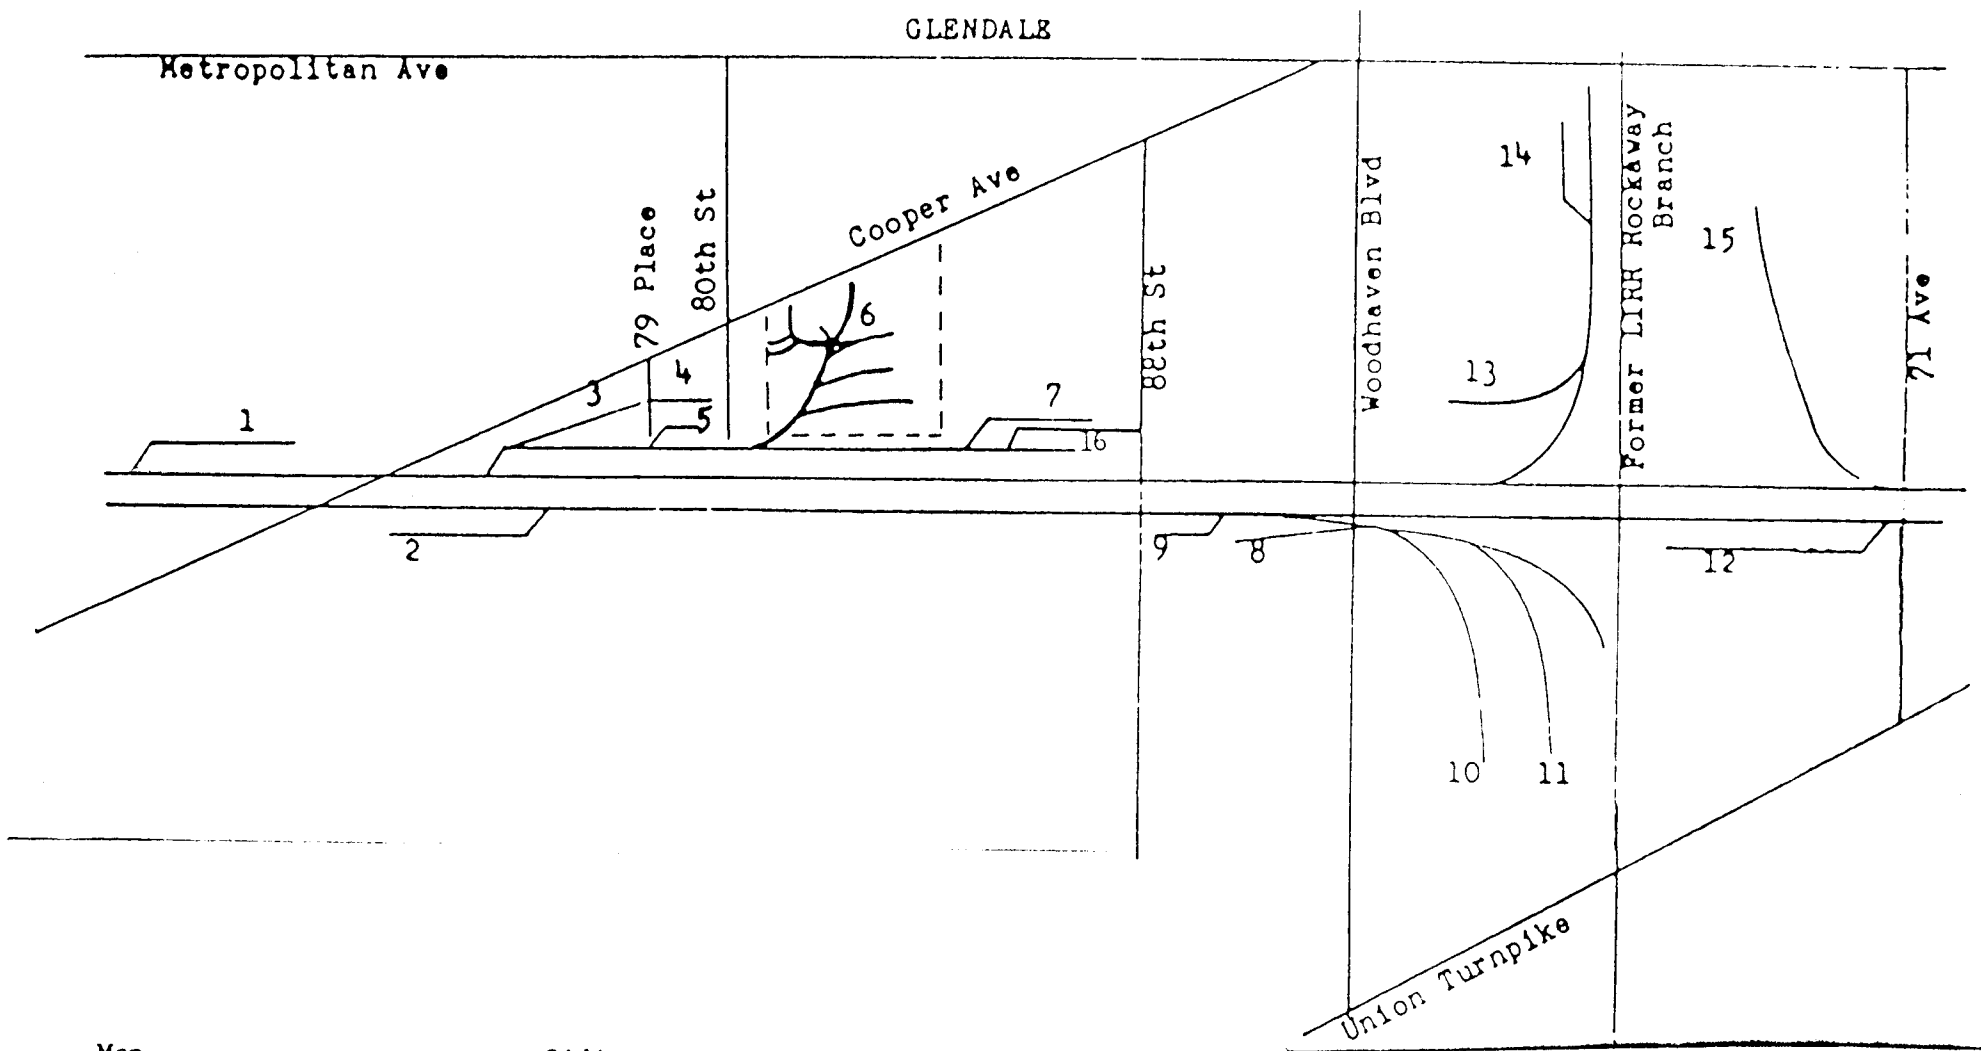 GLENDALE
Metropolitan Ave
Cooper Ave
79 Place
80th St
88th St
Woodhaven Blvd
Former LIRR Rockaway
Branch
71 Ave
Union Turnpike
1
2
3
4
5
6
7
16
8
9
10
11
12
13
14
15